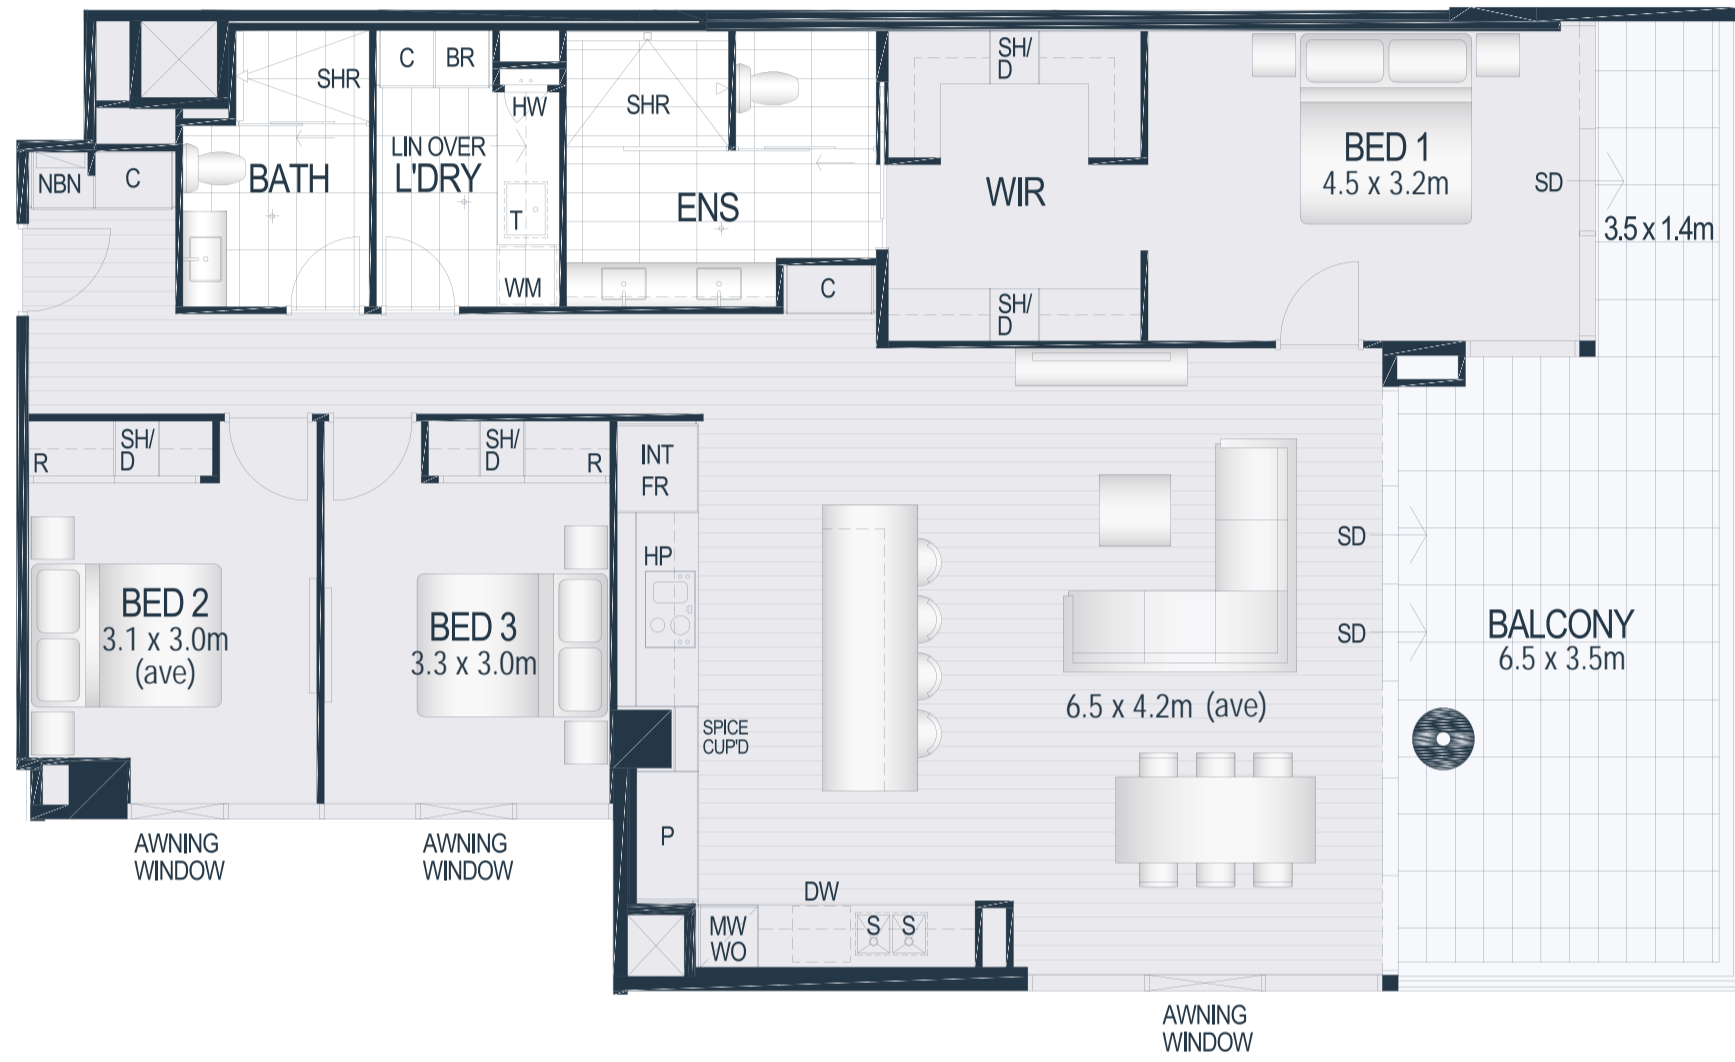 SHR
C
BR
HW
LIN OVER
L'DRY
T
WM
BATH
NBN
C
SHR
ENS
C
SH/
D
WIR
SH/
D
BED 1
4.5 x 3.2m
SD
3.5 x 1.4m
R
SH/
D
SH/
D
R
BED 2
3.1 x 3.0m
(ave)
BED 3
3.3 x 3.0m
INT
FR
HP
SPICE
CUP'D
P
DW
MW
WO
S
S
6.5 x 4.2m (ave)
SD
SD
BALCONY
6.5 x 3.5m
AWNING
WINDOW
AWNING
WINDOW
AWNING
WINDOW